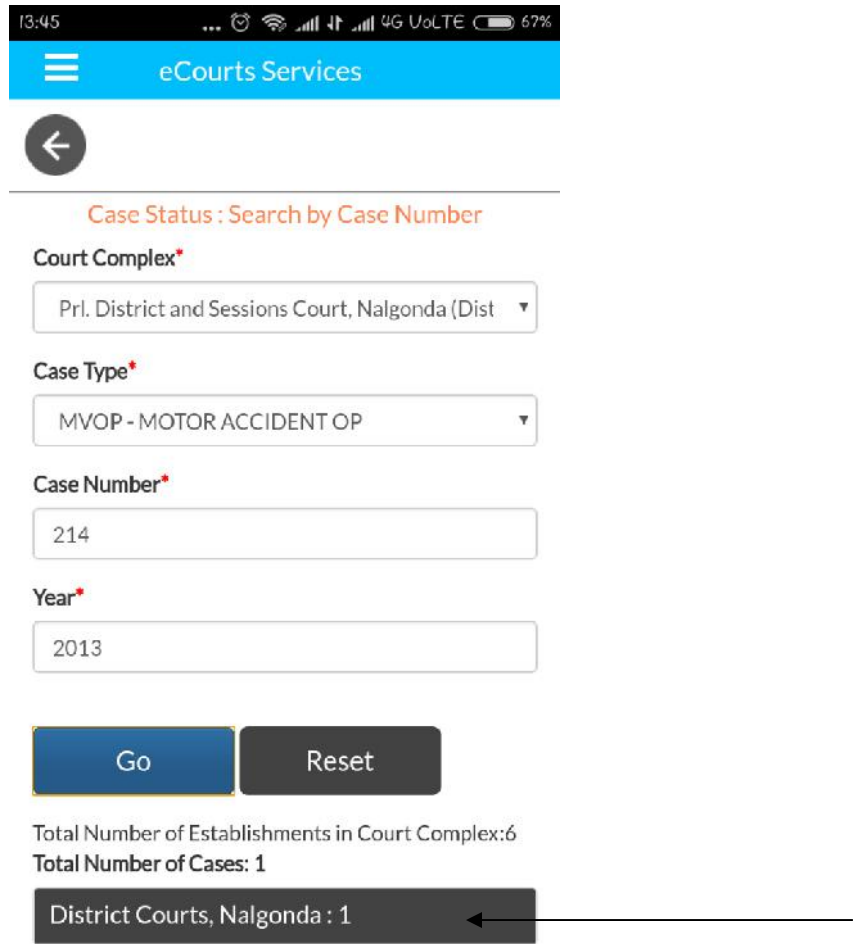 13:45 ... 4G VoLTE 67%
eCourts Services
Case Status : Search by Case Number
Court Complex*
Prl. District and Sessions Court, Nalgonda (Dist
Case Type*
MVOP - MOTOR ACCIDENT OP
Case Number*
214
Year*
2013
Go Reset
Total Number of Establishments in Court Complex:6
Total Number of Cases: 1
District Courts, Nalgonda : 1